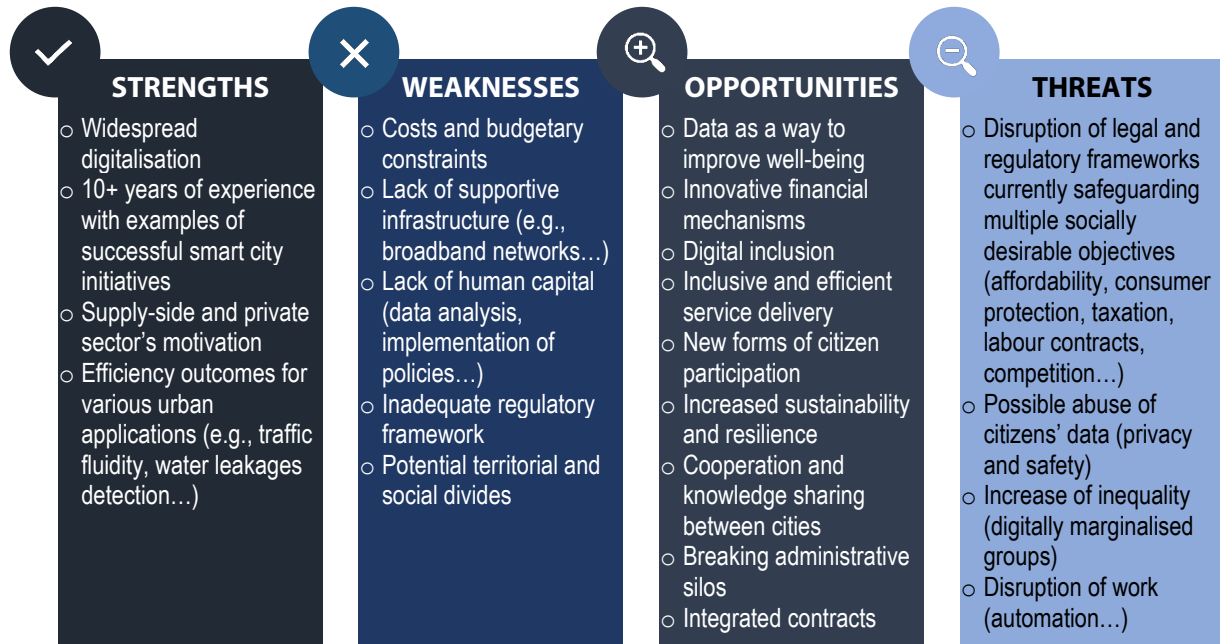 STRENGTHS
○ Widespread
digitalisation
○ 10+ years of experience
with examples of
successful smart city
initiatives
○ Supply-side and private
sector’s motivation
○ Efficiency outcomes for
various urban
applications (e.g., traffic
fluidity, water leakages
detection…)
WEAKNESSES
○ Costs and budgetary
constraints
○ Lack of supportive
infrastructure (e.g.,
broadband networks…)
○ Lack of human capital
(data analysis,
implementation of
policies…)
○ Inadequate regulatory
framework
○ Potential territorial and
social divides
OPPORTUNITIES
○ Data as a way to
improve well-being
○ Innovative financial
mechanisms
○ Digital inclusion
○ Inclusive and efficient
service delivery
○ New forms of citizen
participation
○ Increased sustainability
and resilience
○ Cooperation and
knowledge sharing
between cities
○ Breaking administrative
silos
○ Integrated contracts
THREATS
○ Disruption of legal and
regulatory frameworks
currently safeguarding
multiple socially
desirable objectives
(affordability, consumer
protection, taxation,
labour contracts,
competition…)
○ Possible abuse of
citizens’ data (privacy
and safety)
○ Increase of inequality
(digitally marginalised
groups)
○ Disruption of work
(automation…)